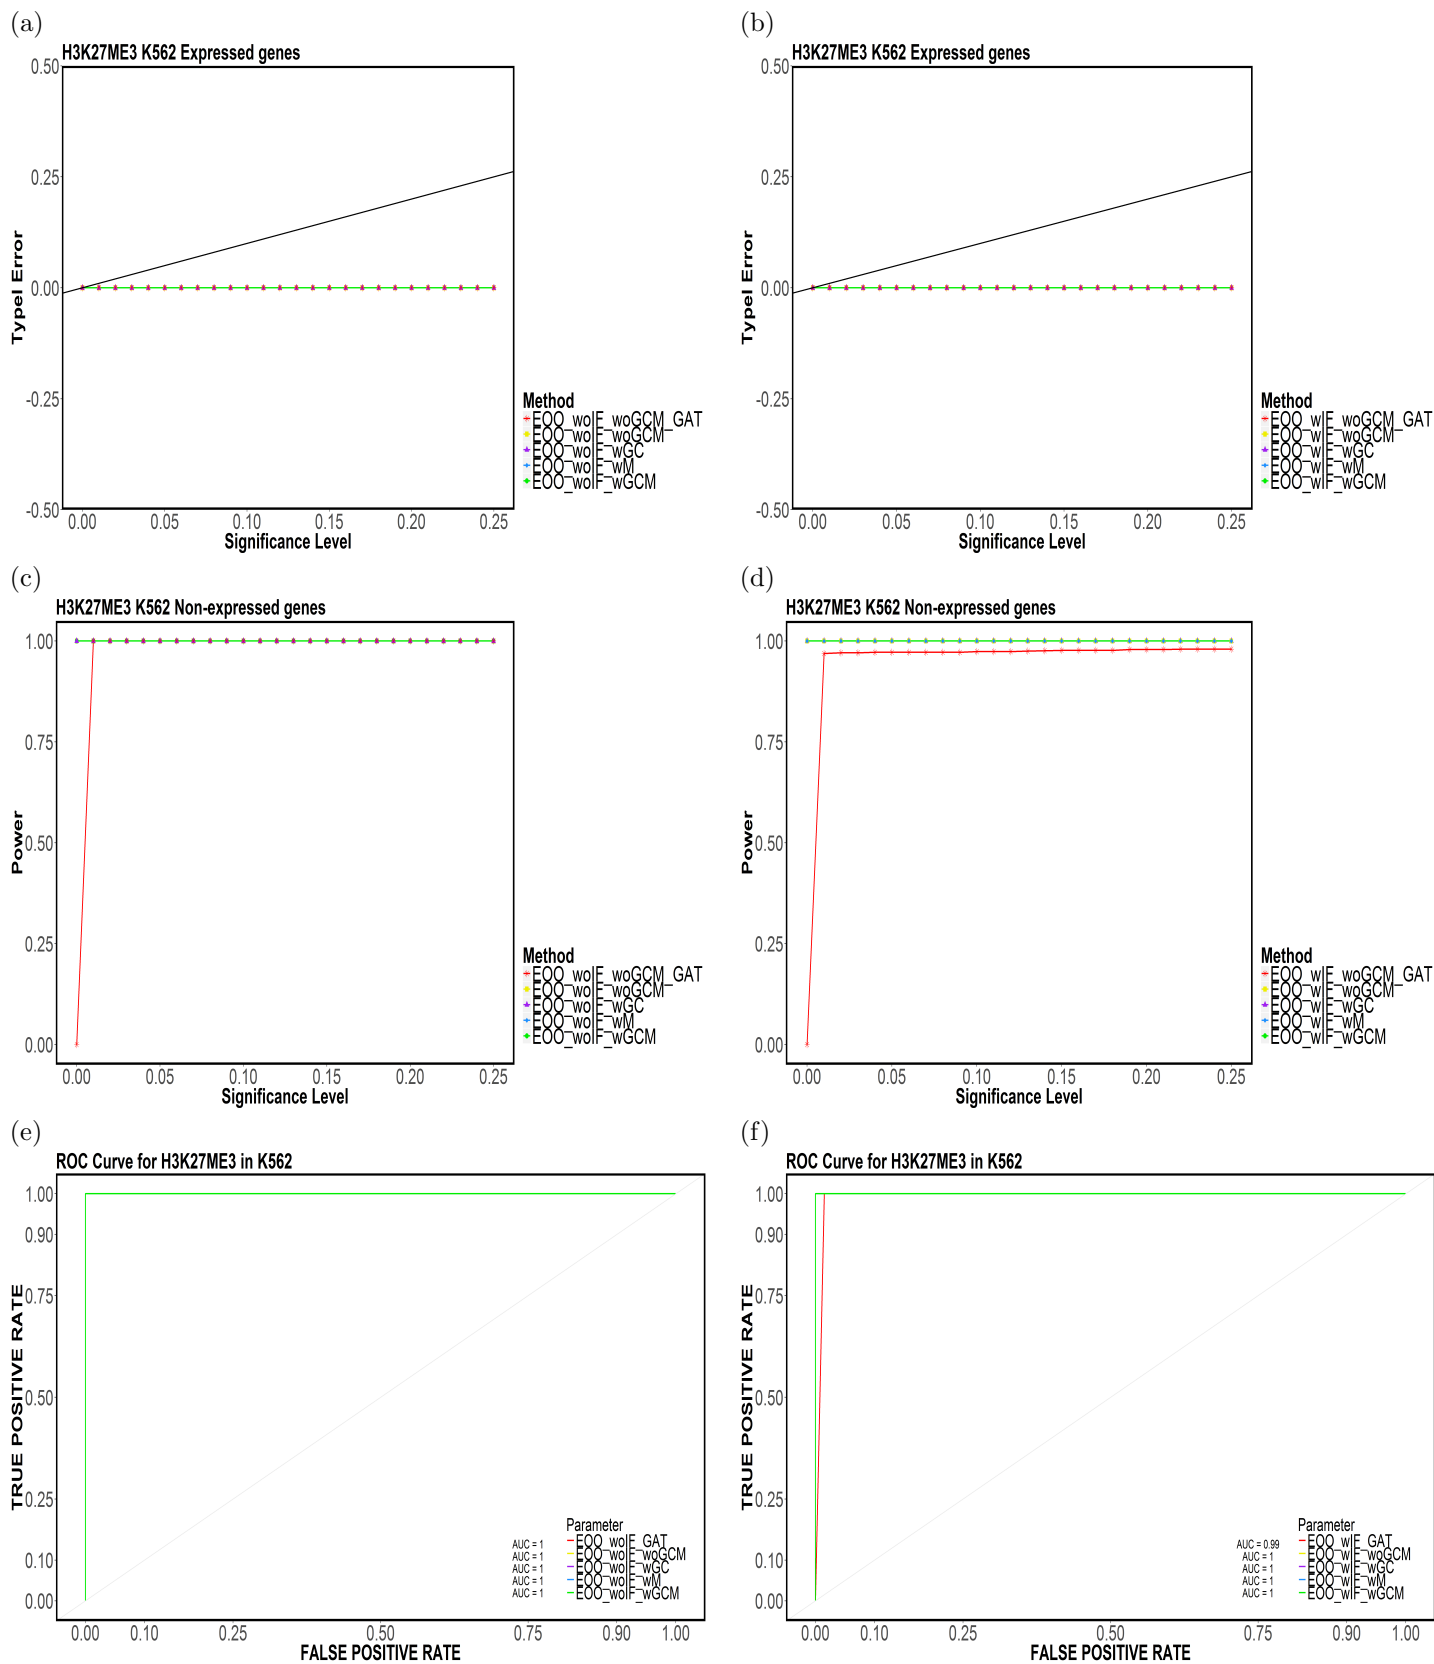 (a)
H3K27ME3 K562 Expressed genes
0.50
0.25
0.00
-0.25
-0.50
TypeI Error
0.00 0.05 0.10 0.15 0.20 0.25
Significance Level
Method
EOO_woIF_woGCM_GAT
EOO_woIF_woGCM
EOO_woIF_wGC
EOO_woIF_wM
EOO_woIF_wGCM
(b)
H3K27ME3 K562 Expressed genes
0.50
0.25
0.00
-0.25
-0.50
TypeI Error
0.00 0.05 0.10 0.15 0.20 0.25
Significance Level
Method
EOO_wIF_woGCM_GAT
EOO_wIF_woGCM
EOO_wIF_wGC
EOO_wIF_wM
EOO_wIF_wGCM
(c)
H3K27ME3 K562 Non-expressed genes
1.00
0.75
0.50
0.25
0.00
Power
0.00 0.05 0.10 0.15 0.20 0.25
Significance Level
Method
EOO_woIF_woGCM_GAT
EOO_woIF_woGCM
EOO_woIF_wGC
EOO_woIF_wM
EOO_woIF_wGCM
(d)
H3K27ME3 K562 Non-expressed genes
1.00
0.75
0.50
0.25
0.00
Power
0.00 0.05 0.10 0.15 0.20 0.25
Significance Level
Method
EOO_wIF_woGCM_GAT
EOO_wIF_woGCM
EOO_wIF_wGC
EOO_wIF_wM
EOO_wIF_wGCM
(e)
ROC Curve for H3K27ME3 in K562
1.00
0.90
0.75
0.50
0.25
0.10
0.00
TRUE POSITIVE RATE
0.00 0.10 0.25 0.50 0.75 0.90 1.00
FALSE POSITIVE RATE
Parameter
AUC = 1 EOO_woIF_GAT
AUC = 1 EOO_woIF_woGCM
AUC = 1 EOO_woIF_wGC
AUC = 1 EOO_woIF_wM
AUC = 1 EOO_woIF_wGCM
(f)
ROC Curve for H3K27ME3 in K562
1.00
0.90
0.75
0.50
0.25
0.10
0.00
TRUE POSITIVE RATE
0.00 0.10 0.25 0.50 0.75 0.90 1.00
FALSE POSITIVE RATE
Parameter
AUC = 0.99 EOO_wIF_GAT
AUC = 1 EOO_wIF_woGCM
AUC = 1 EOO_wIF_wGC
AUC = 1 EOO_wIF_wM
AUC = 1 EOO_wIF_wGCM